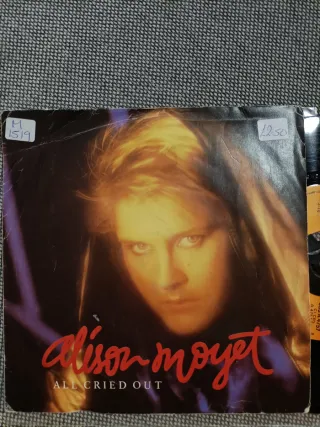 M
1519
12.50
alison moyet
ALL CRIED OUT